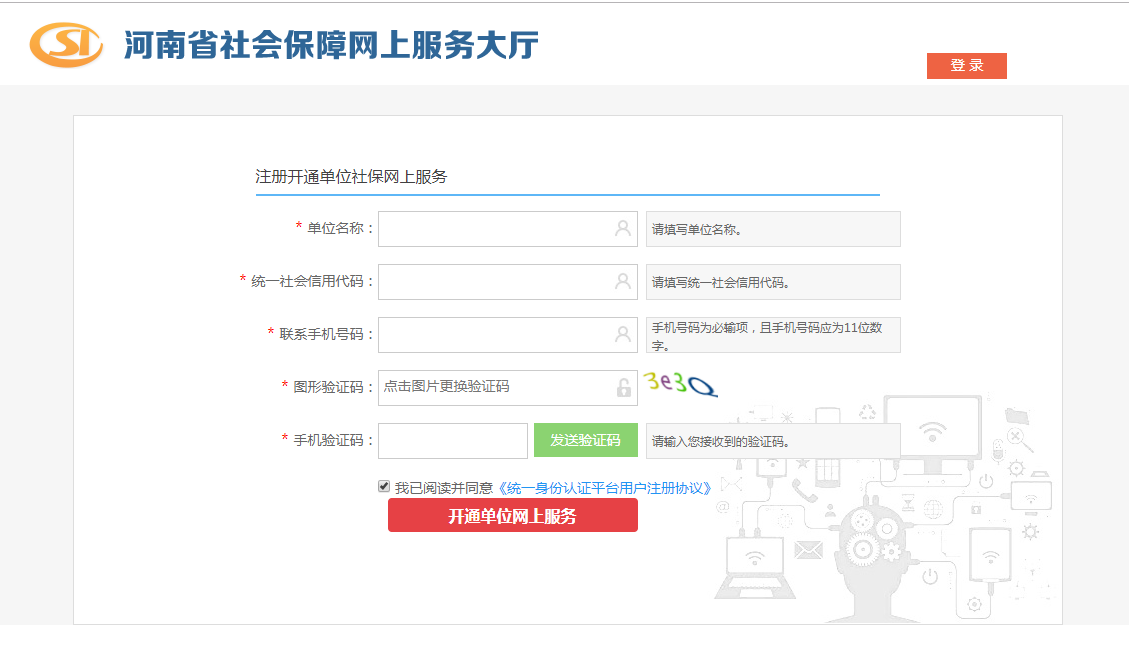 河南省社会保障网上服务大厅
登 录
注册开通单位社保网上服务
* 单位名称：
请填写单位名称。
* 统一社会信用代码：
请填写统一社会信用代码。
* 联系手机号码：
手机号码为必输项，且手机号码应为11位数
字。
* 图形验证码：
点击图片更换验证码
3e3Q
* 手机验证码：
发送验证码
请输入您接收到的验证码。
我已阅读并同意《统一身份认证平台用户注册协议》
开通单位网上服务